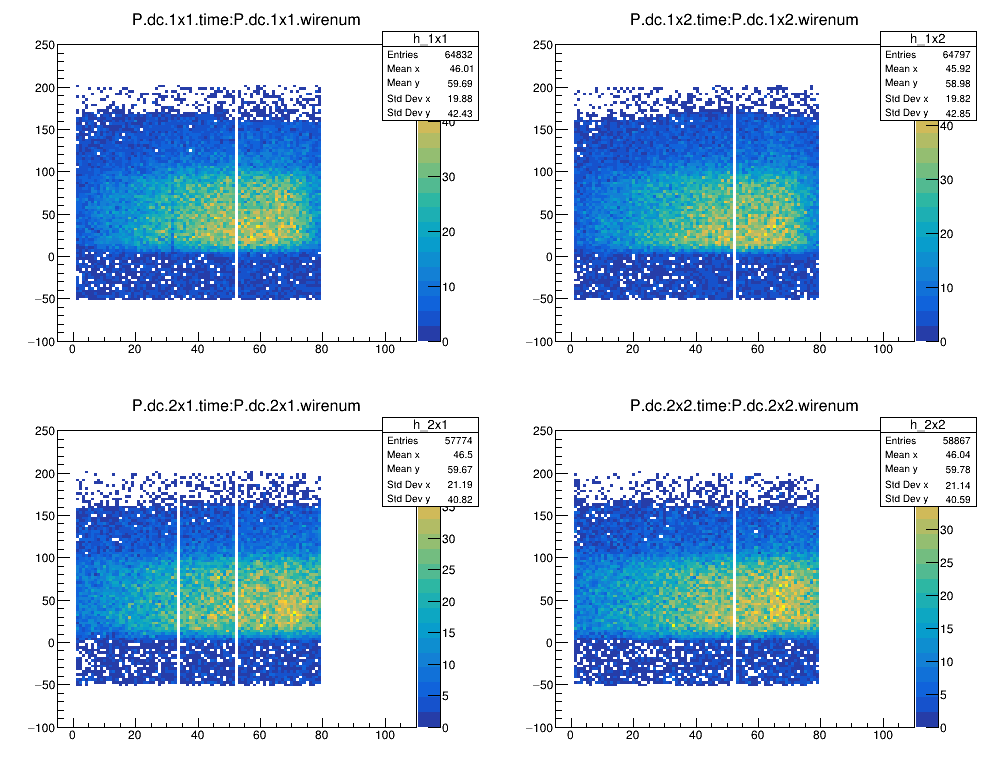 P.dc.1x1.time:P.dc.1x1.wirenum
h_1x1
Entries 64832
Mean x 46.01
Mean y 59.69
Std Dev x 19.88
Std Dev y 42.43
250
200
150
100
50
0
−50
−100
0 20 40 60 80 100
40
30
20
10
0
P.dc.1x2.time:P.dc.1x2.wirenum
h_1x2
Entries 64797
Mean x 45.92
Mean y 58.98
Std Dev x 19.82
Std Dev y 42.85
250
200
150
100
50
0
−50
−100
0 20 40 60 80 100
40
30
20
10
0
P.dc.2x1.time:P.dc.2x1.wirenum
h_2x1
Entries 57774
Mean x 46.5
Mean y 59.67
Std Dev x 21.19
Std Dev y 40.82
250
200
150
100
50
0
−50
−100
0 20 40 60 80 100
35
30
25
20
15
10
5
0
P.dc.2x2.time:P.dc.2x2.wirenum
h_2x2
Entries 58867
Mean x 46.04
Mean y 59.78
Std Dev x 21.14
Std Dev y 40.59
250
200
150
100
50
0
−50
−100
0 20 40 60 80 100
30
25
20
15
10
5
0